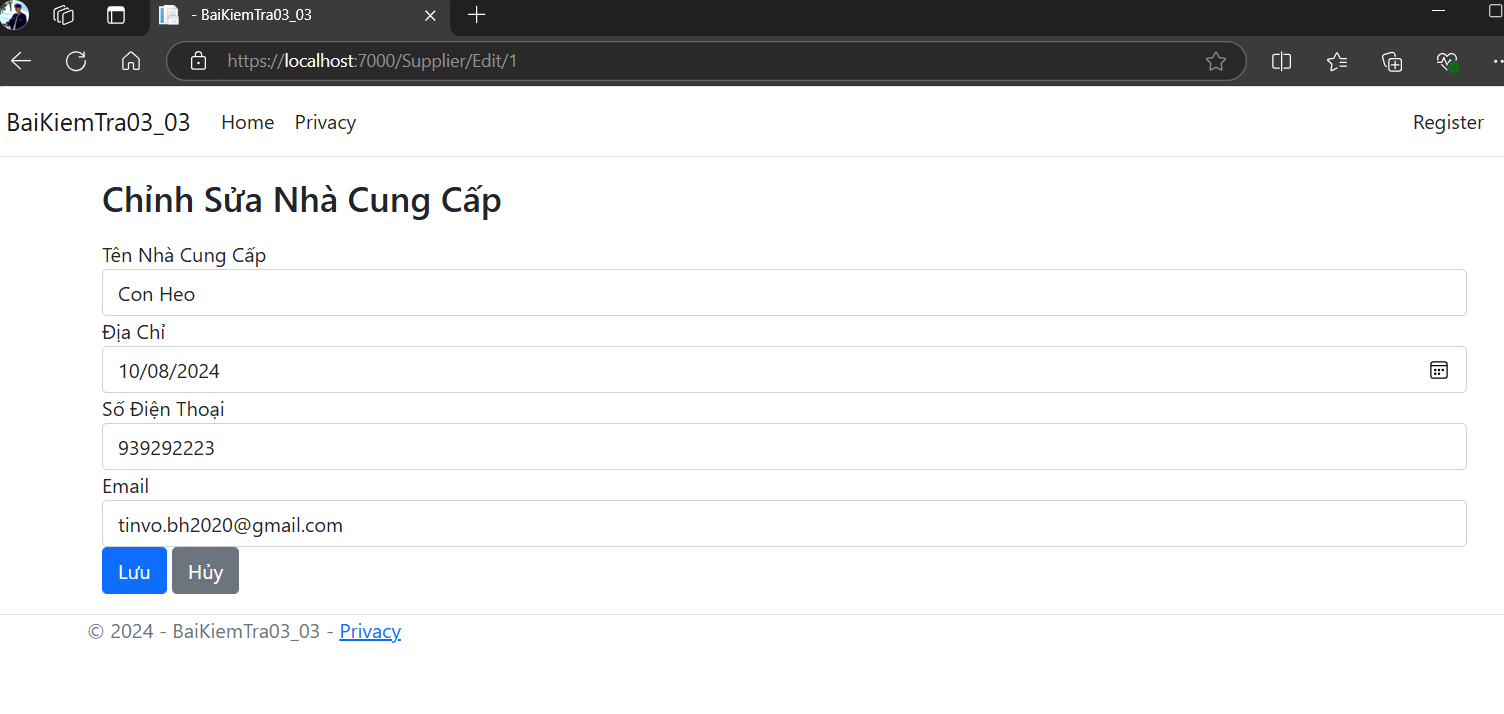 - BaiKiemTra03_03
https://localhost:7000/Supplier/Edit/1
BaiKiemTra03_03 Home Privacy Register
Chỉnh Sửa Nhà Cung Cấp
Tên Nhà Cung Cấp
Con Heo
Địa Chỉ
10/08/2024
Số Điện Thoại
939292223
Email
tinvo.bh2020@gmail.com
Lưu Hủy
© 2024 - BaiKiemTra03_03 - Privacy